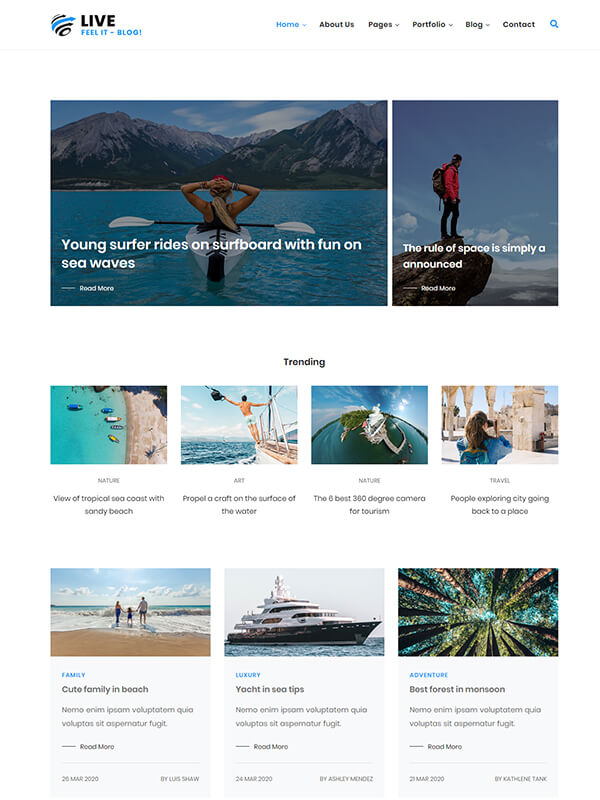 LIVE
FEEL IT - BLOG!
Home About Us Pages Portfolio Blog Contact
Young surfer rides on surfboard with fun on
sea waves
Read More
The rule of space is simply a
announced
Read More
Trending
NATURE
View of tropical sea coast with
sandy beach
ART
Propel a craft on the surface of
the water
NATURE
The 6 best 360 degree camera
for tourism
TRAVEL
People exploring city going
back to a place
FAMILY
Cute family in beach
Nemo enim ipsam voluptatem quia
voluptas sit aspernatur fugit.
Read More
26 MAR 2020 BY LUIS SHAW
LUXURY
Yacht in sea tips
Nemo enim ipsam voluptatem quia
voluptas sit aspernatur fugit.
Read More
24 MAR 2020 BY ASHLEY MENDEZ
ADVENTURE
Best forest in monsoon
Nemo enim ipsam voluptatem quia
voluptas sit aspernatur fugit.
Read More
21 MAR 2020 BY KATHLENE TANK